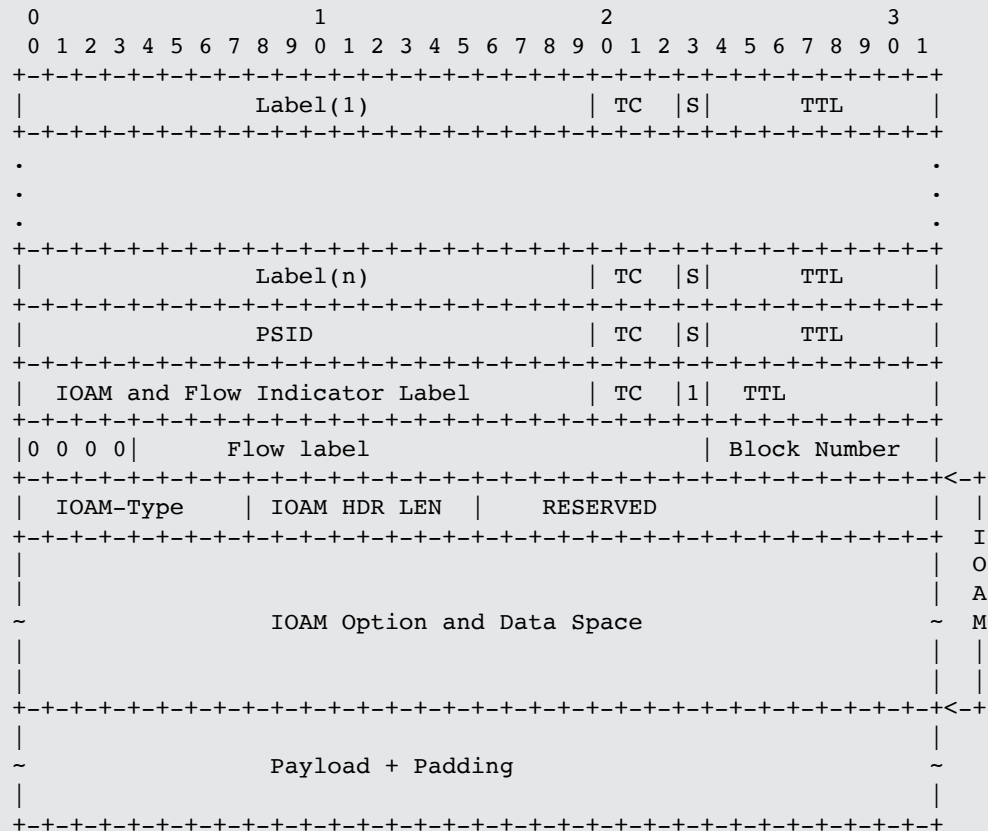 0                   1                   2                   3
 0 1 2 3 4 5 6 7 8 9 0 1 2 3 4 5 6 7 8 9 0 1 2 3 4 5 6 7 8 9 0 1
+-+-+-+-+-+-+-+-+-+-+-+-+-+-+-+-+-+-+-+-+-+-+-+-+-+-+-+-+-+-+-+-+
|                Label(1)               | TC  |S|      TTL      |
+-+-+-+-+-+-+-+-+-+-+-+-+-+-+-+-+-+-+-+-+-+-+-+-+-+-+-+-+-+-+-+-+
.                                                               .
.                                                               .
.                                                               .
+-+-+-+-+-+-+-+-+-+-+-+-+-+-+-+-+-+-+-+-+-+-+-+-+-+-+-+-+-+-+-+-+
|                Label(n)               | TC  |S|      TTL      |
+-+-+-+-+-+-+-+-+-+-+-+-+-+-+-+-+-+-+-+-+-+-+-+-+-+-+-+-+-+-+-+-+
|                PSID                   | TC  |S|      TTL      |
+-+-+-+-+-+-+-+-+-+-+-+-+-+-+-+-+-+-+-+-+-+-+-+-+-+-+-+-+-+-+-+-+
|  IOAM and Flow Indicator Label        | TC  |1|  TTL          |
+-+-+-+-+-+-+-+-+-+-+-+-+-+-+-+-+-+-+-+-+-+-+-+-+-+-+-+-+-+-+-+-+
|0 0 0 0|      Flow label                       | Block Number  |
+-+-+-+-+-+-+-+-+-+-+-+-+-+-+-+-+-+-+-+-+-+-+-+-+-+-+-+-+-+-+-+-+<-+
|  IOAM-Type    | IOAM HDR LEN  |    RESERVED                   |  |
+-+-+-+-+-+-+-+-+-+-+-+-+-+-+-+-+-+-+-+-+-+-+-+-+-+-+-+-+-+-+-+-+  I
|                                                               |  O
|                                                               |  A
~                 IOAM Option and Data Space                    ~  M
|                                                               |  |
|                                                               |  |
+-+-+-+-+-+-+-+-+-+-+-+-+-+-+-+-+-+-+-+-+-+-+-+-+-+-+-+-+-+-+-+-+<-+
|                                                               |
~                 Payload + Padding                             ~
|                                                               |
+-+-+-+-+-+-+-+-+-+-+-+-+-+-+-+-+-+-+-+-+-+-+-+-+-+-+-+-+-+-+-+-+